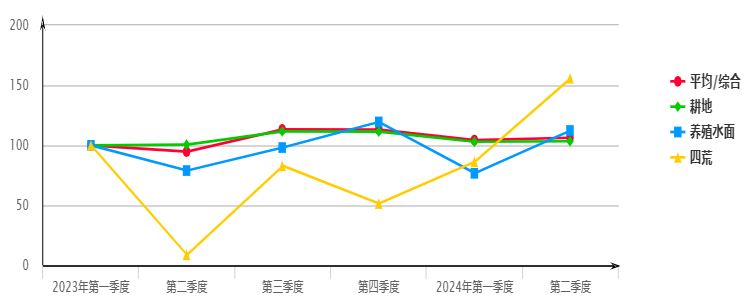 200
150
100
50
0
2023年第一季度 第二季度 第三季度 第四季度 2024年第一季度 第二季度
平均/综合
耕地
养殖水面
四荒